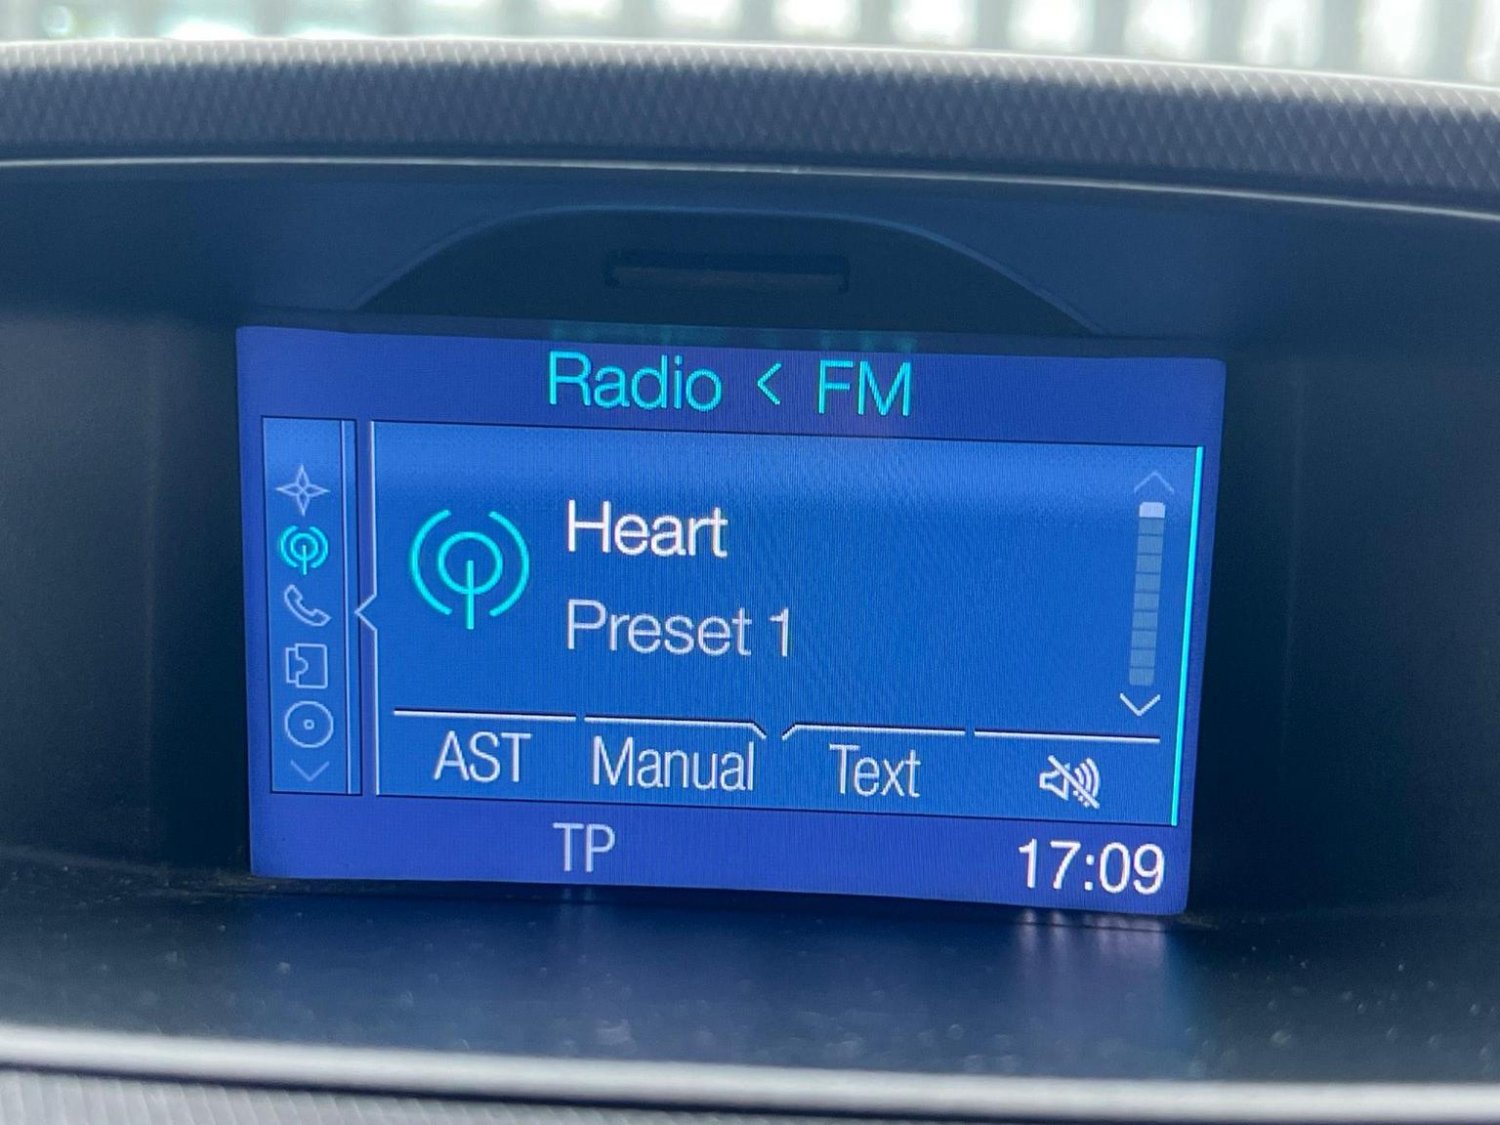 Radio < FM
Heart
Preset 1
AST Manual Text
TP 17:09